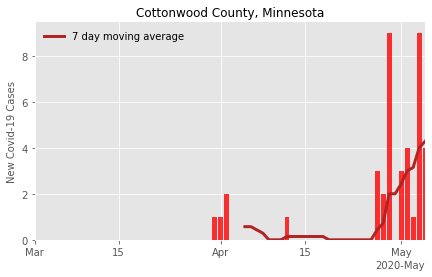 Cottonwood County, Minnesota
7 day moving average
New Covid-19 Cases
8
6
4
2
0
Mar 15 Apr 15 May
2020-May